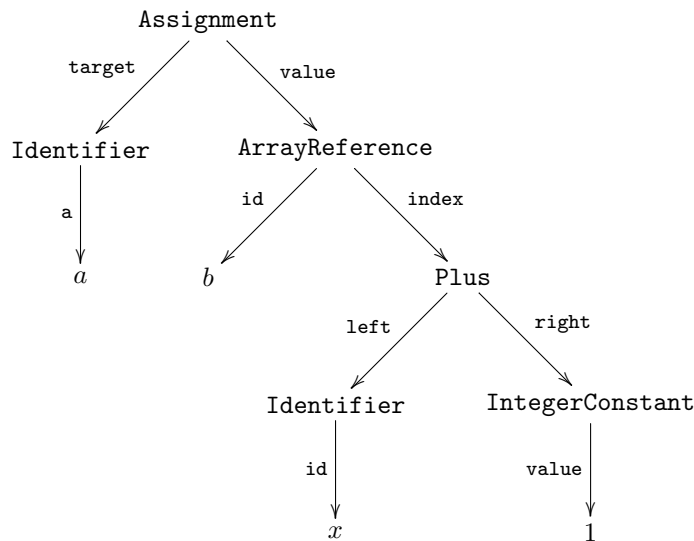 Assignment
target value
Identifier ArrayReference
a id index
a b Plus
left right
Identifier IntegerConstant
id value
x 1